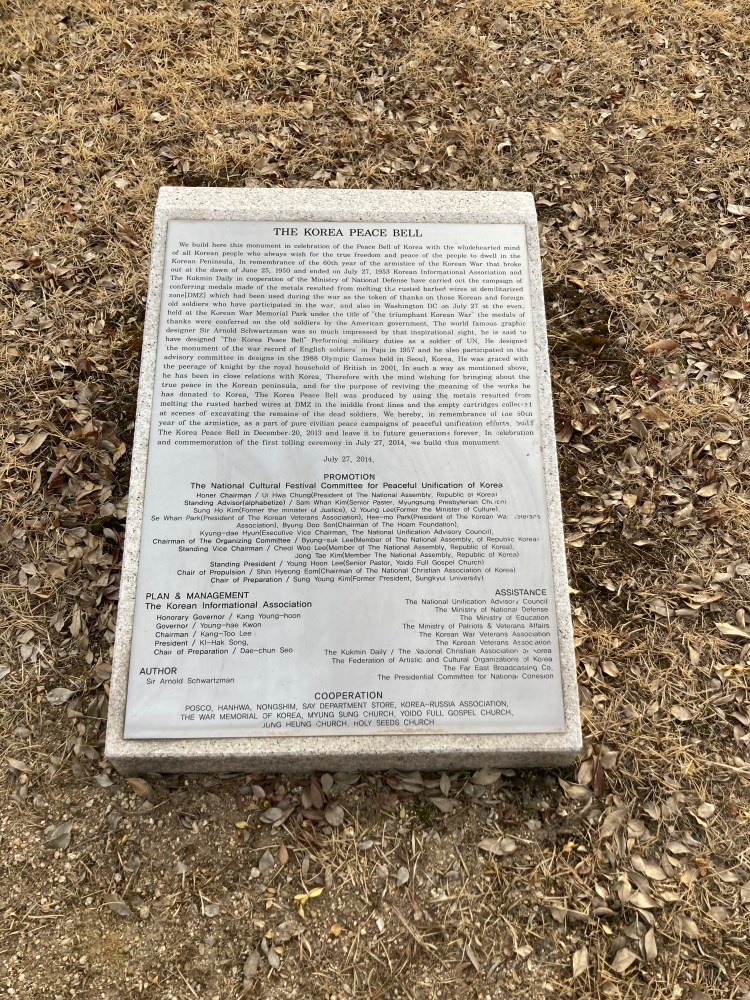 THE KOREA PEACE BELL
We build here this monument in celebration of the Peace Bell of Korea with the wholehearted mind
of all Korean people who always wish for the true freedom and peace of the people to dwell in the
Korean Peninsula, In remembrance of the 60th year of the armistice of the Korean War that broke
out at the dawn of June 25, 1950 and ended on July 27, 1953 Korean Informational Association and
The Kukmin Daily in cooperation of the Ministry of National Defense have carried out the campaign of
conferring medals made of the metals resulted from melting the rusted barbed wires at demilitarized
zone[DMZ] which had been used during the war as the token of thanks on those Korean and foreign
old soldiers who have participated in the war, and also in Washington DC on July 27 at the event
held at the Korean War Memorial Park under the title of "the triumphant Korean War" the medals of
thanks were conferred on the old soldiers by the American government, The world famous graphic
designer Sir Arnold Schwartzman was so much impressed by that inspirational sight, he is said to
have designed "The Korea Peace Bell" Performing military duties as a soldier of UN, He designed
the monument of the war record of English soldiers in Paju in 1957 and he also participated in the
advisory committee in designs in the 1988 Olympic Games held in Seoul, Korea, He was graced with
the peerage of knight by the royal household of British in 2001, In such a way as mentioned above,
he has been in close relations with Korea, Therefore with the mind wishing for bringing about the
true peace in the Korean peninsula, and for the purpose of reviving the meaning of the works he
has donated to Korea, The Korea Peace Bell was produced by using the metals resulted from
melting the rusted barbed wires at DMZ in the middle front lines and the empty cartridges collected
at scenes of excavating the remains of the dead soldiers. We hereby, in remembrance of the 60th
year of the armistice, as a part of pure civilian peace campaigns of peaceful unification efforts, build
The Korea Peace Bell in December 20, 2013 and leave it to future generations forever, In celebration
and commemoration of the first tolling ceremony in July 27, 2014, we build this monument
July 27, 2014,
PROMOTION
The National Cultural Festival Committee for Peaceful Unification of Korea
Honer Chairman / Ui Hwa Chung(President of The National Assembly, Republic of Korea)
Standing Advisor(alphabetize) / Sam Whan Kim(Senior Paster, Myungsung Presbyterian Church)
Sung Ho Kim(Former the minister of Justice), O Young Lee(Former the Minister of Culture),
Se Whan Park(President of The Korean Veterans Association), Hee-mo Park(President of The Korean War Veterans
Association), Byung Doo Son(Chairman of The Hoam Foundation),
Kyung-dae Hyun(Executive Vice Chairman, The National Unification Advisory Council),
Chairman of The Organizing Committee / Byung-suk Lee(Member of The National Assembly, of Republic Korea)
Standing Vice Chairman / Cheol Woo Lee(Member of The National Assembly, Republic of Korea),
Jong Tae Kim(Member The National Assembly, Republic of Korea)
Standing President / Young Hoon Lee(Senior Pastor, Yoido Full Gospel Church)
Chair of Propulsion / Shin Hyeong Eom(Chairman of The National Christian Association of Korea)
Chair of Preparation / Sung Young Kim(Former President, Sungkyul University)
PLAN & MANAGEMENT
The Korean Informational Association
Honorary Governor / Kang Young-hoon
Governor / Young-hae Kwon
Chairman / Kang-Too Lee
President / KI-Hak Song,
Chair of Preparation / Dae-chun Seo
AUTHOR
Sir Arnold Schwartzman
ASSISTANCE
The National Unification Advisory Council
The Ministry of National Defense
The Ministry of Education
The Ministry of Patriots & Veterans Affairs
The Korean War Veterans Association
The Korean Veterans Association
The Kukmin Daily / The National Christian Association of Korea
The Federation of Artistic and Cultural Organizations of Korea
The Far East Broadcasting Co,
The Presidential Committee for National Conesion
COOPERATION
POSCO, HANHWA, NONGSHIM, SAY DEPARTMENT STORE, KOREA-RUSSIA ASSOCIATION,
THE WAR MEMORIAL OF KOREA, MYUNG SUNG CHURCH, YOIDO FULL GOSPEL CHURCH,
JUNG HEUNG CHURCH, HOLY SEEDS CHURCH